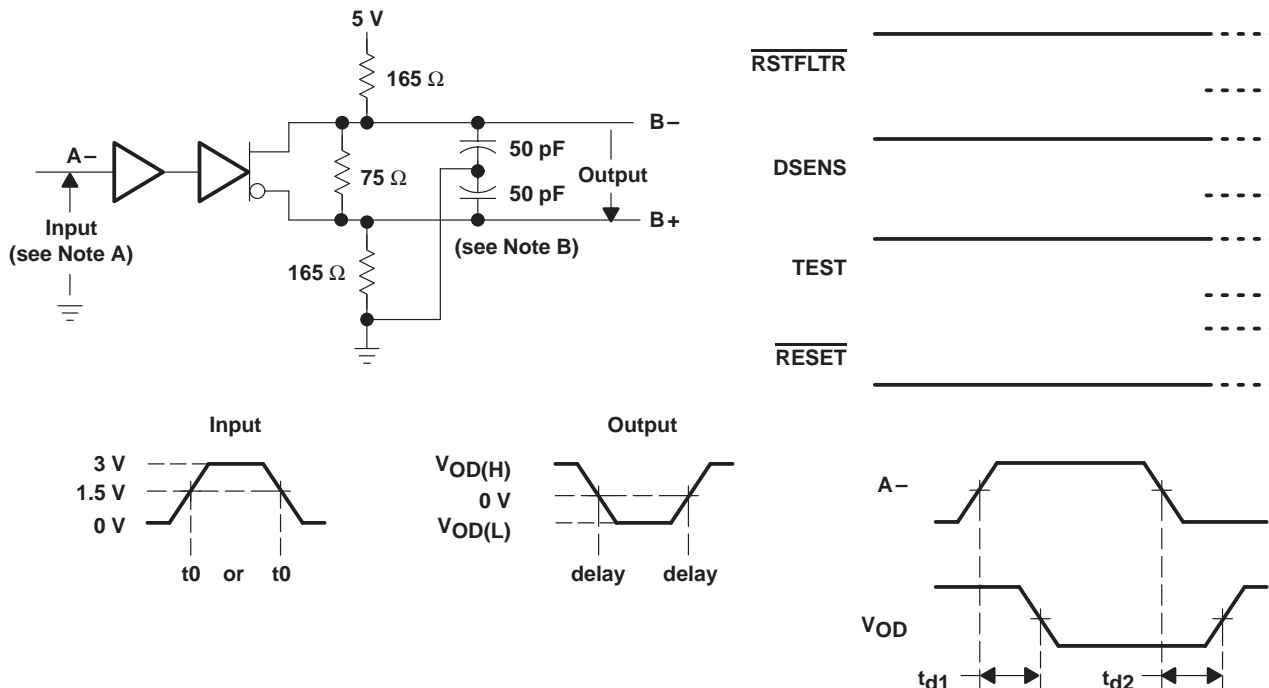 5 V
165 Ω
B–
A–
50 pF
75 Ω
50 pF
Output
Input
(see Note A)
B+
(see Note B)
165 Ω
RSTFLTR
DSENS
TEST
RESET
Input
3 V
1.5 V
0 V
t0 or t0
Output
VOD(H)
0 V
VOD(L)
delay delay
A–
VOD
td1 td2